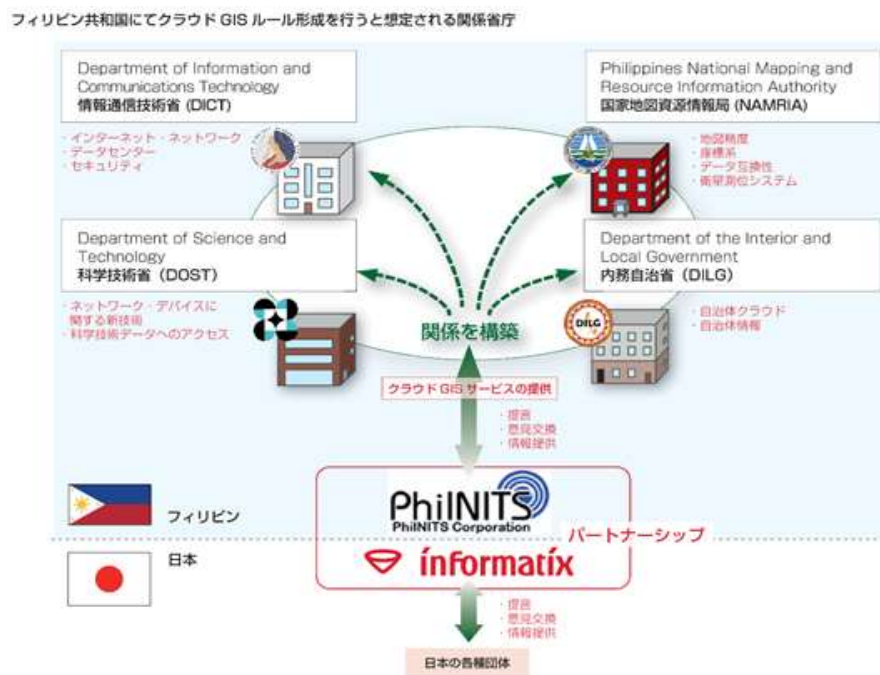 フィリピン共和国にてクラウド GIS ルール形成を行うと想定される関係省庁
Department of Information and
Communications Technology
情報通信技術省 (DICT)
・インターネット・ネットワーク
・データセンター
・セキュリティ
Philippines National Mapping and
Resource Information Authority
国家地図資源情報局 (NAMRIA)
・地図精度
・座標系
・データ互換性
・衛星測位システム
Department of Science and
Technology
科学技術省（DOST）
・ネットワーク・デバイスに
関する新技術
・科学技術データへのアクセス
Department of the Interior and
Local Government
内務自治省（DILG）
DILG
・自治体クラウド
・自治体情報
関係を構築
クラウド GIS サービスの提供
・提言
・意見交換
・情報提供
フィリピン
PhilNITS
PhilNITS Corporation
パートナーシップ
日本
informatix
・提言
・意見交換
・情報提供
日本の各種団体